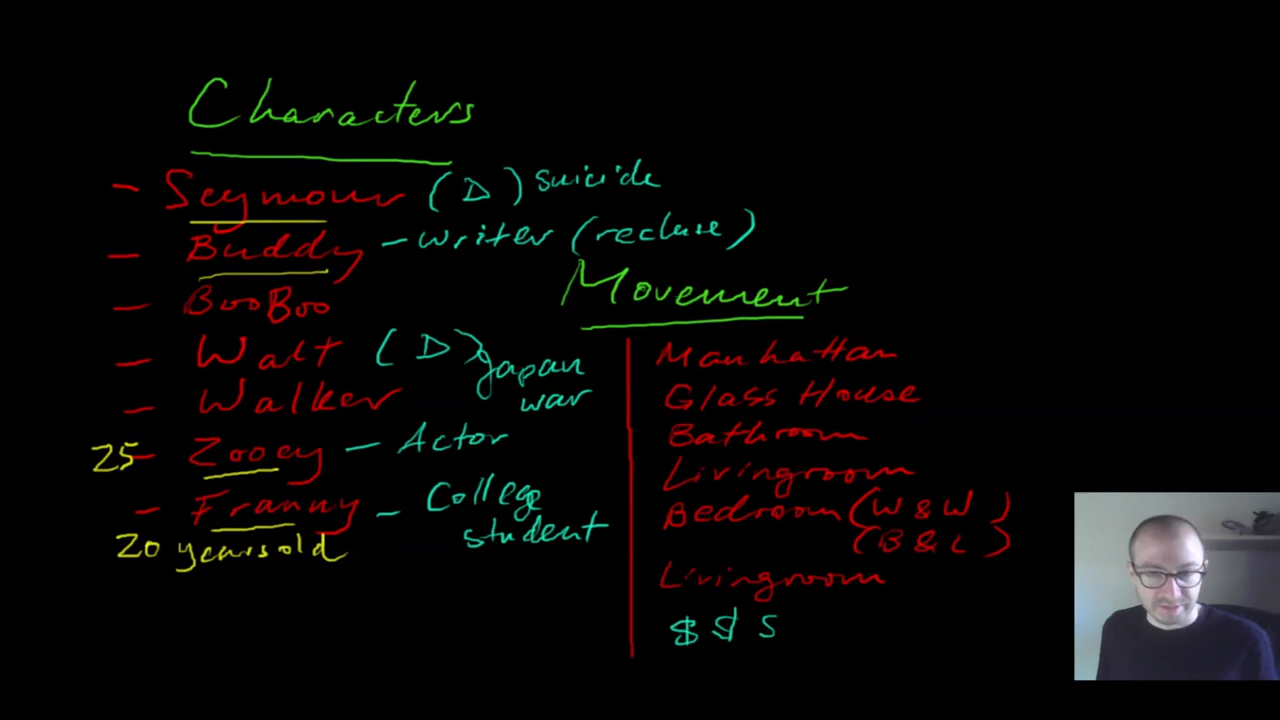 Characters
- Seymour (D) suicide
- Buddy - writer (recluse)
- BooBoo
- Walt (D) Japan
war
- Walker
25 - Zooey - Actor
- Franny - College
student
20 years old
Movement
Manhattan
Glass House
Bathroom
Livingroom
Bedroom (W & W)
(B & L)
Livingroom
$ $ S